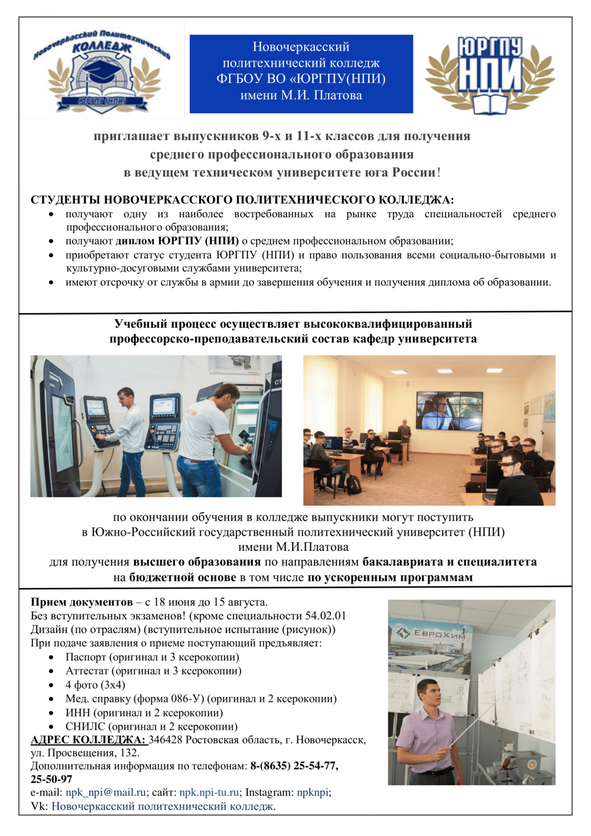 Новочеркасский Политехнический
КОЛЛЕДЖ
ЮРГПУ (НПИ)
Новочеркасский
политехнический колледж
ФГБОУ ВО «ЮРГПУ(НПИ)
имени М.И. Платова
ЮРГПУ
НПИ
приглашает выпускников 9-х и 11-х классов для получения
среднего профессионального образования
в ведущем техническом университете юга России!
СТУДЕНТЫ НОВОЧЕРКАССКОГО ПОЛИТЕХНИЧЕСКОГО КОЛЛЕДЖА:
• получают одну из наиболее востребованных на рынке труда специальностей среднего
профессионального образования;
• получают диплом ЮРГПУ (НПИ) о среднем профессиональном образовании;
• приобретают статус студента ЮРГПУ (НПИ) и право пользования всеми социально-бытовыми и
культурно-досуговыми службами университета;
• имеют отсрочку от службы в армии до завершения обучения и получения диплома об образовании.
Учебный процесс осуществляет высококвалифицированный
профессорско-преподавательский состав кафедр университета
по окончании обучения в колледже выпускники могут поступить
в Южно-Российский государственный политехнический университет (НПИ)
имени М.И.Платова
для получения высшего образования по направлениям бакалавриата и специалитета
на бюджетной основе в том числе по ускоренным программам
Прием документов – с 18 июня до 15 августа.
Без вступительных экзаменов! (кроме специальности 54.02.01
Дизайн (по отраслям) (вступительное испытание (рисунок))
При подаче заявления о приеме поступающий предъявляет:
• Паспорт (оригинал и 3 ксерокопии)
• Аттестат (оригинал и 3 ксерокопии)
• 4 фото (3х4)
• Мед. справку (форма 086-У) (оригинал и 2 ксерокопии)
• ИНН (оригинал и 2 ксерокопии)
• СНИЛС (оригинал и 2 ксерокопии)
АДРЕС КОЛЛЕДЖА: 346428 Ростовская область, г. Новочеркасск,
ул. Просвещения, 132.
Дополнительная информация по телефонам: 8-(8635) 25-54-77,
25-50-97
e-mail: npk_npi@mail.ru; сайт: npk.npi-tu.ru; Instagram: npknpi;
Vk: Новочеркасский политехнический колледж.
ЕВРОХИМ